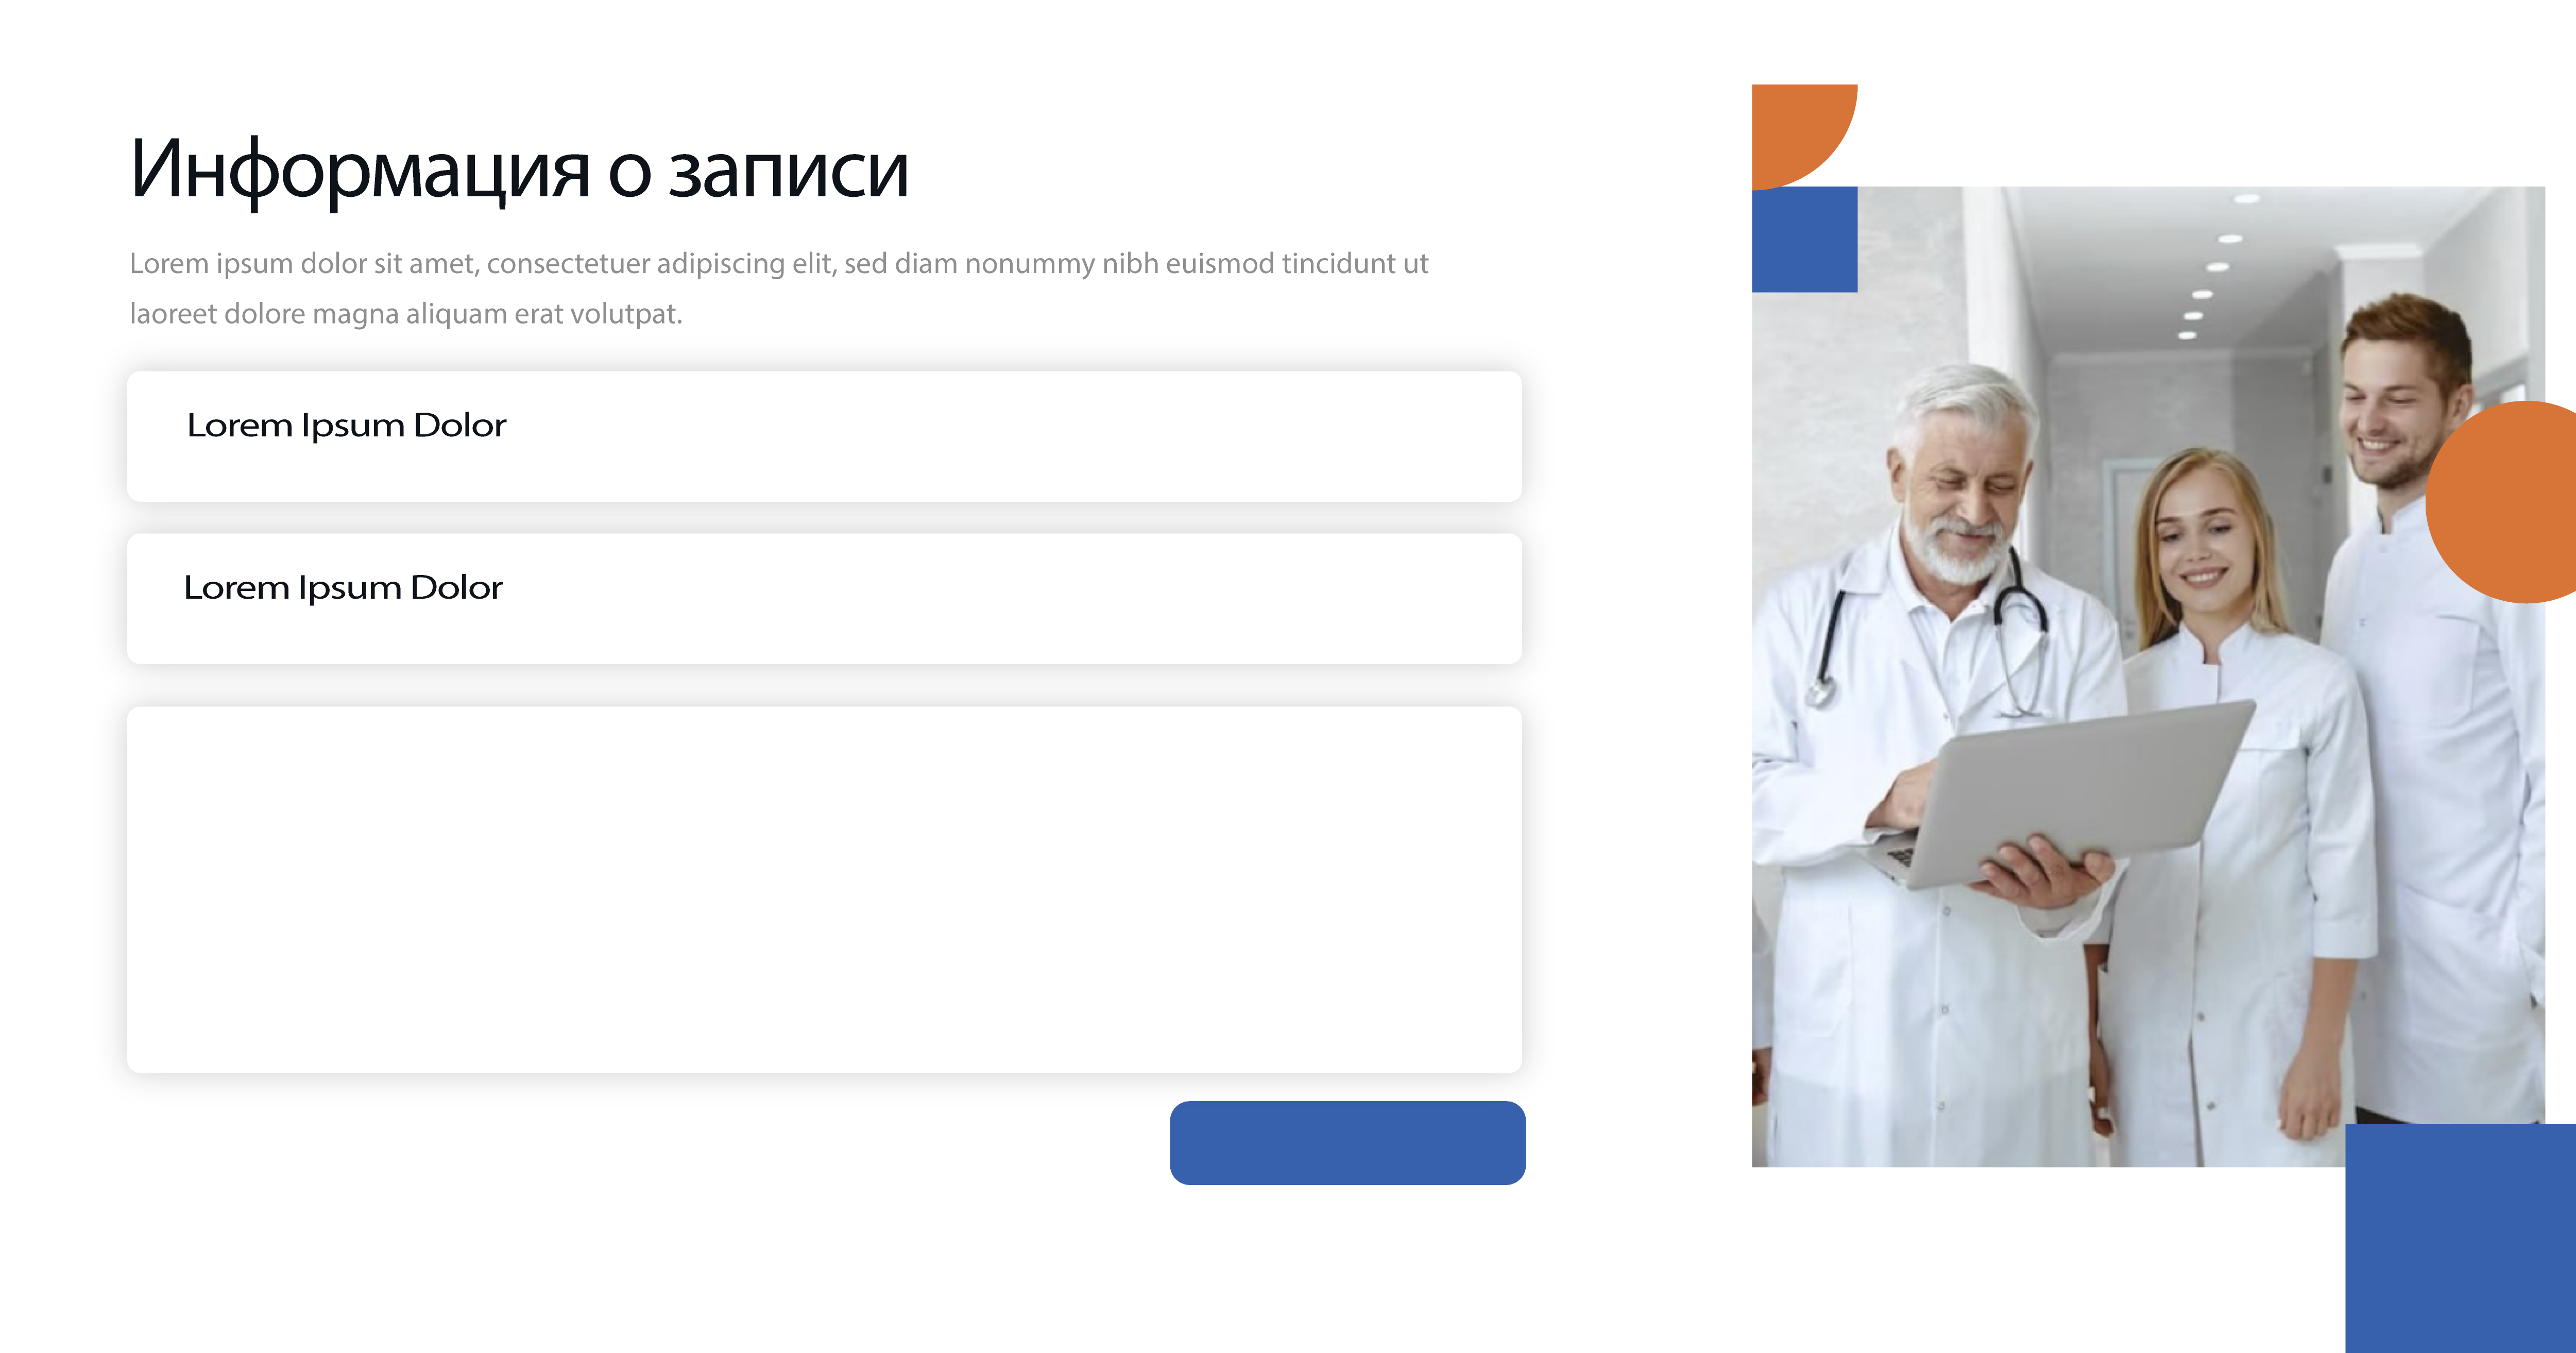 Информация о записи
Lorem ipsum dolor sit amet, consectetuer adipiscing elit, sed diam nonummy nibh euismod tincidunt ut
laoreet dolore magna aliquam erat volutpat.
Lorem Ipsum Dolor
Lorem Ipsum Dolor